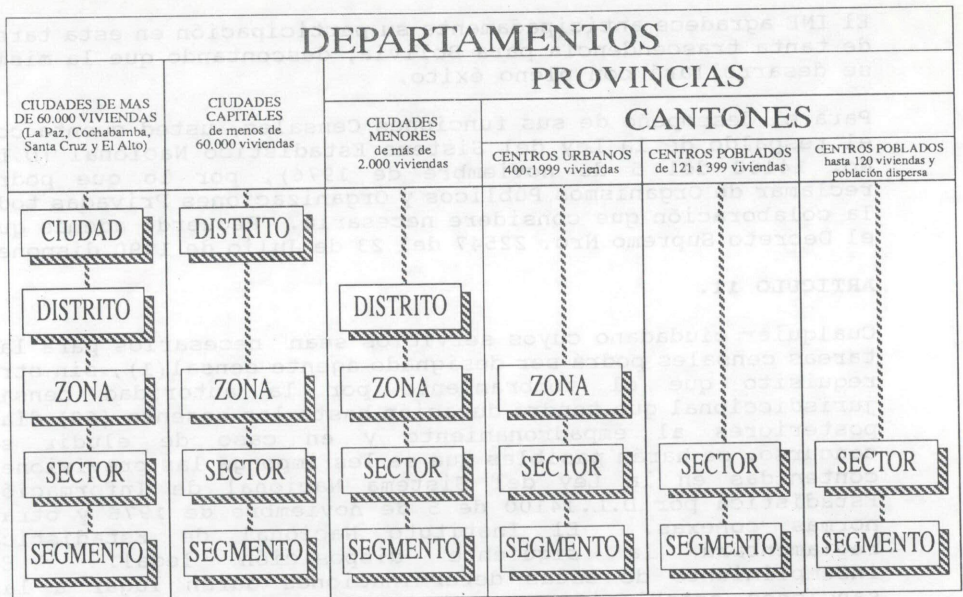 DEPARTAMENTOS
PROVINCIAS
CANTONES
CIUDADES DE MAS
DE 60.000 VIVIENDAS
(La Paz, Cochabamba,
Santa Cruz y El Alto)
CIUDADES
CAPITALES
de menos de
60.000 viviendas
CIUDADES
MENORES
de más de
2.000 viviendas
CENTROS URBANOS
400-1999 viviendas
CENTROS POBLADOS
de 121.399 viviendas
CENTROS POBLADOS
hasta 120 viviendas y
población dispersa
CIUDAD
DISTRITO
DISTRITO
DISTRITO
ZONA
ZONA
ZONA
ZONA
SECTOR
SECTOR
SECTOR
SECTOR
SECTOR
SECTOR
SEGMENTO
SEGMENTO
SEGMENTO
SEGMENTO
SEGMENTO
SEGMENTO